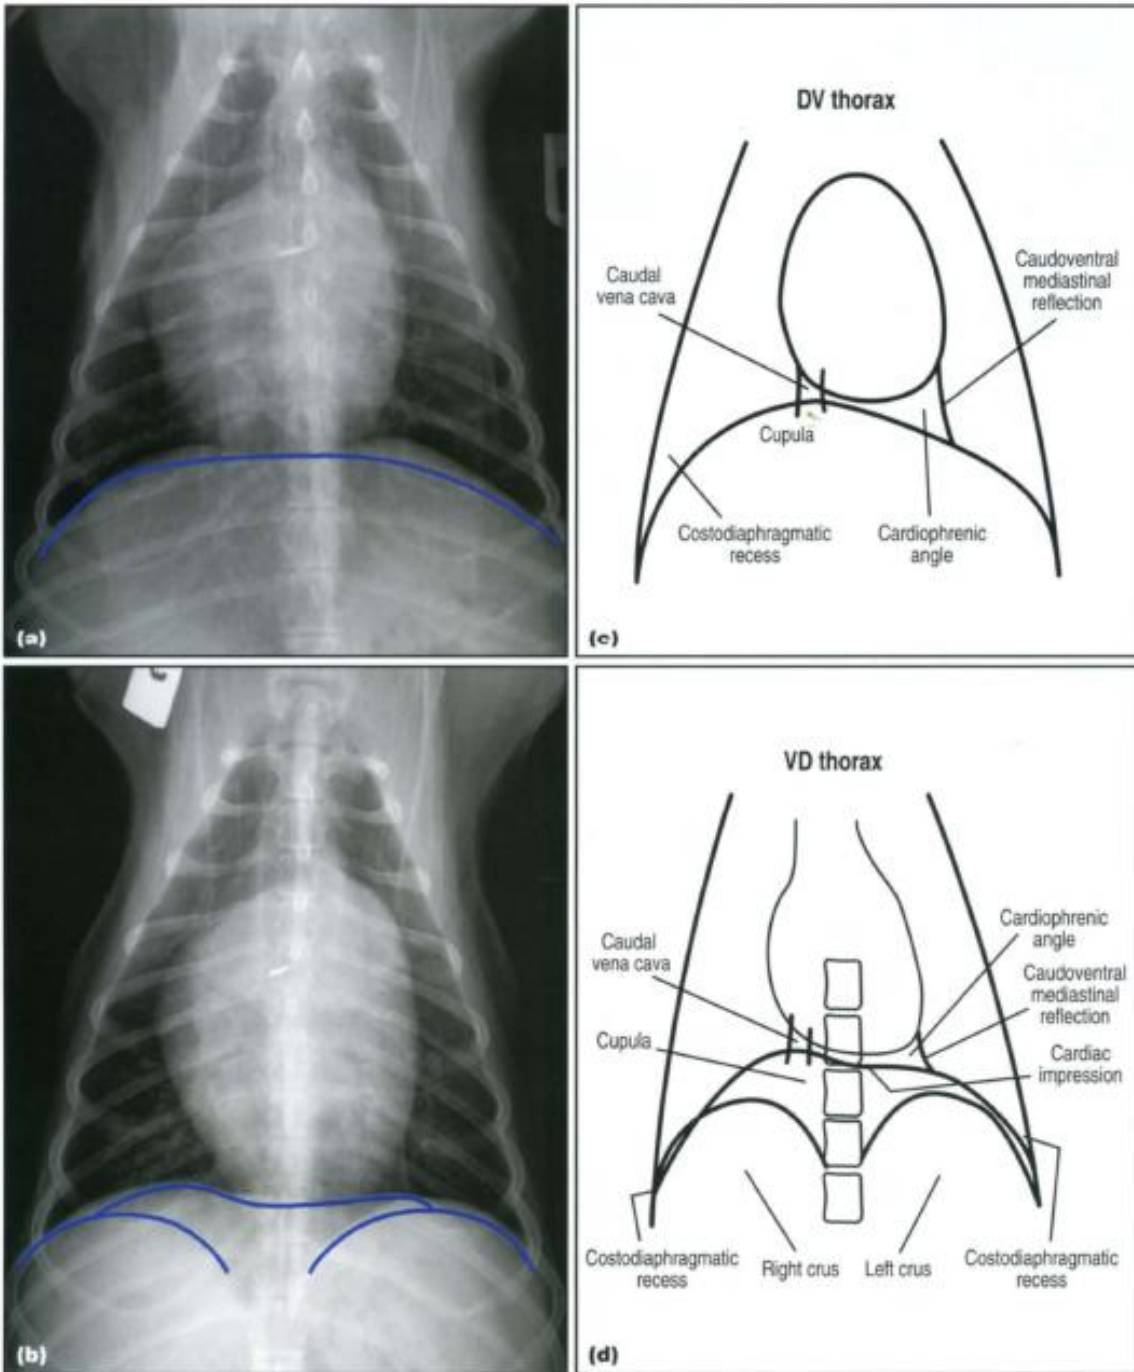 (a)
DV thorax
Caudal
vena cava
Caudoventral
mediastinal
reflection
Cupula
Costodiaphragmatic
recess
Cardiophrenic
angle
(c)
(b)
VD thorax
Caudal
vena cava
Cupula
Cardiophrenic
angle
Caudoventral
mediastinal
reflection
Cardiac
impression
Costodiaphragmatic
recess
Right crus
Left crus
Costodiaphragmatic
recess
(d)